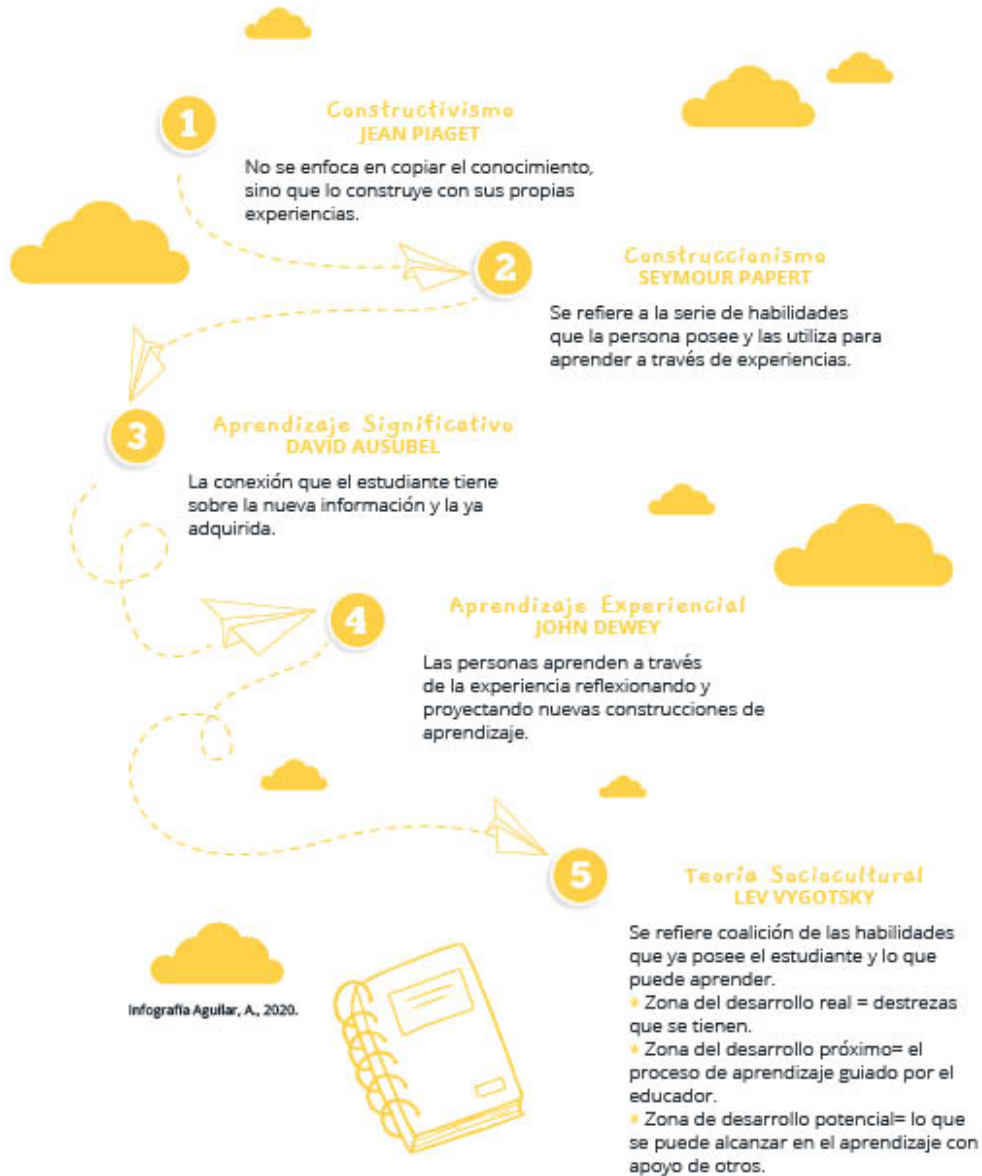 1
Constructivismo
JEAN PIAGET
No se enfoca en copiar el conocimiento,
sino que lo construye con sus propias
experiencias.
2
Construccionismo
SEYMOUR PAPERT
Se refiere a la serie de habilidades
que la persona posee y las utiliza para
aprender a través de experiencias.
3
Aprendizaje Significativo
DAVID AUSUBEL
La conexión que el estudiante tiene
sobre la nueva información y la ya
adquirida.
4
Aprendizaje Experiencial
JOHN DEWEY
Las personas aprenden a través
de la experiencia reflexionando y
proyectando nuevas construcciones de
aprendizaje.
5
Teoría Sociocultural
LEV VYGOTSKY
Se refiere coalición de las habilidades
que ya posee el estudiante y lo que
puede aprender.
* Zona del desarrollo real = destrezas
que se tienen.
* Zona del desarrollo próximo= el
proceso de aprendizaje guiado por el
educador.
* Zona de desarrollo potencial= lo que
se puede alcanzar en el aprendizaje con
apoyo de otros.
Infografía Aguilar, A., 2020.